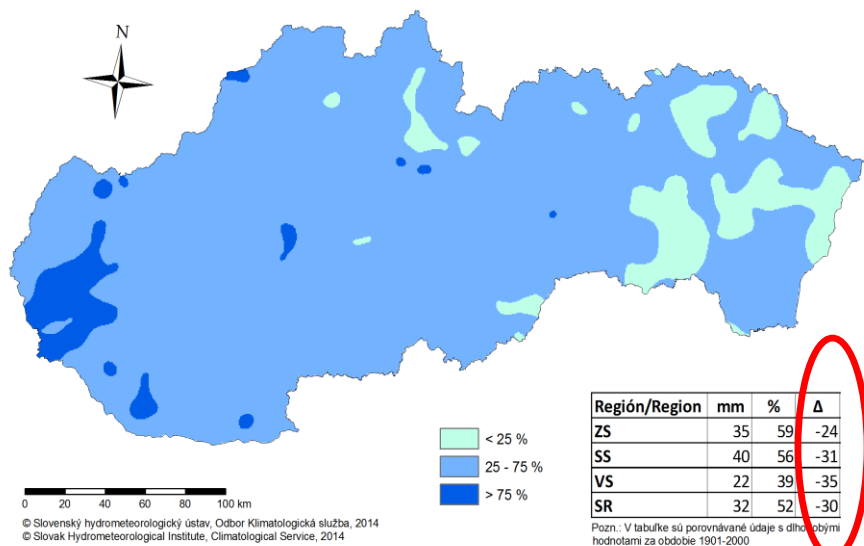 N
Región/Region mm % Δ
ZS 35 59 -24
SS 40 56 -31
VS 22 39 -35
SR 32 52 -30
< 25 %
25 - 75 %
> 75 %
0 20 40 60 80 100 km
© Slovenský hydrometeorologický ústav, Odbor Klimatologická služba, 2014
© Slovak Hydrometeorological Institute, Climatological Service, 2014
Pozn.: V tabuľke sú porovnávané údaje s dlhodobými
hodnotami za obdobie 1901-2000